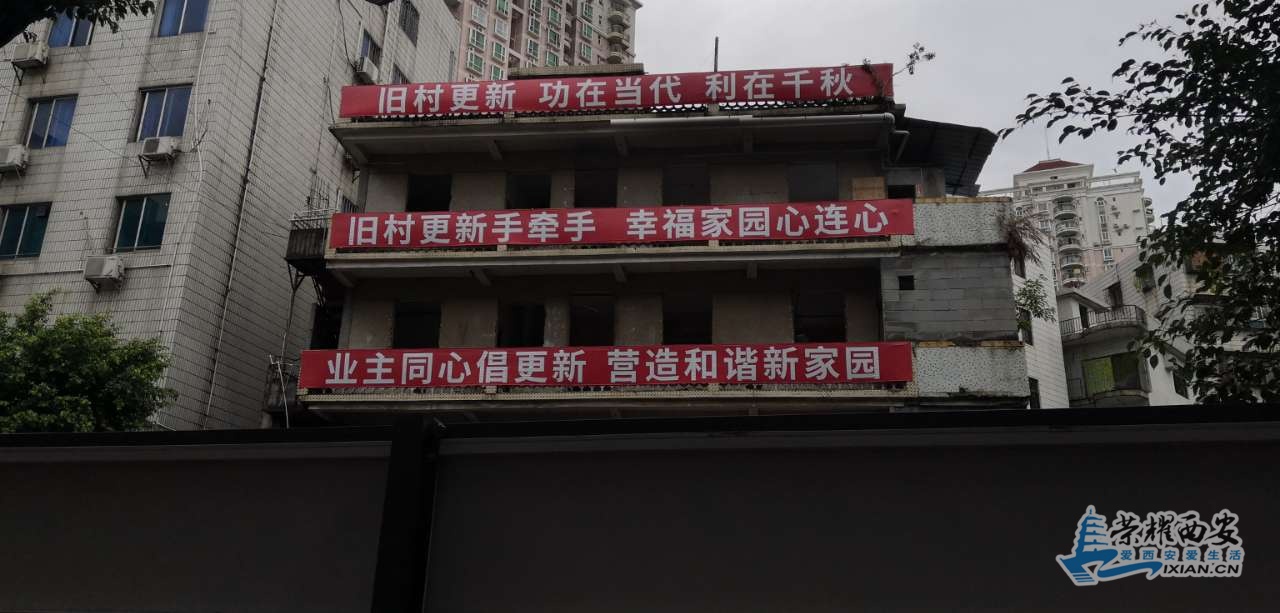 旧村更新 功在当代 利在千秋
旧村更新手牵手 幸福家园心连心
业主同心倡更新 营造和谐新家园
荣耀西安
爱西安爱生活
IXIAN.CN